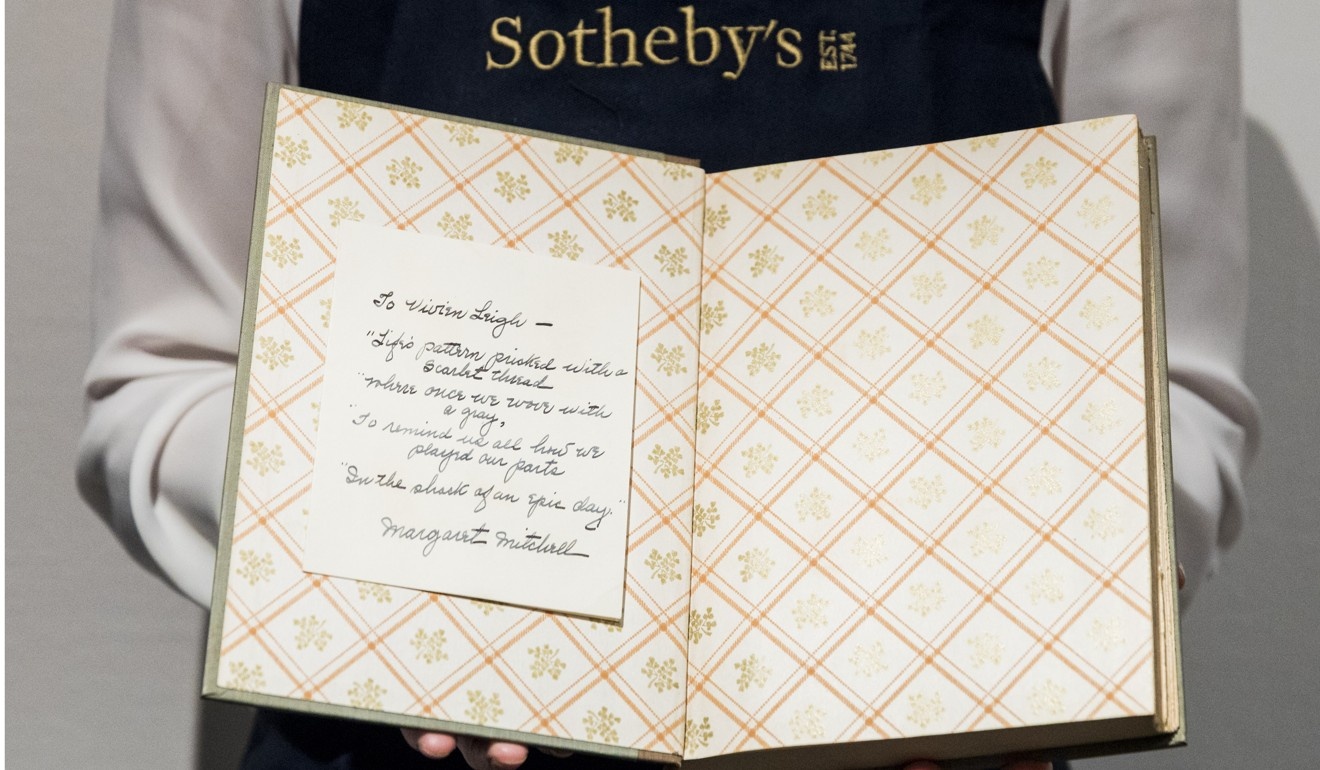 Sotheby's EST. 1744
To Vivien Leigh —
"Life's pattern pricked with a
scarlet thread
"where once we wove with
a gray,
"To remind us all how we
played our parts
"In the shock of an epic day."
Margaret Mitchell